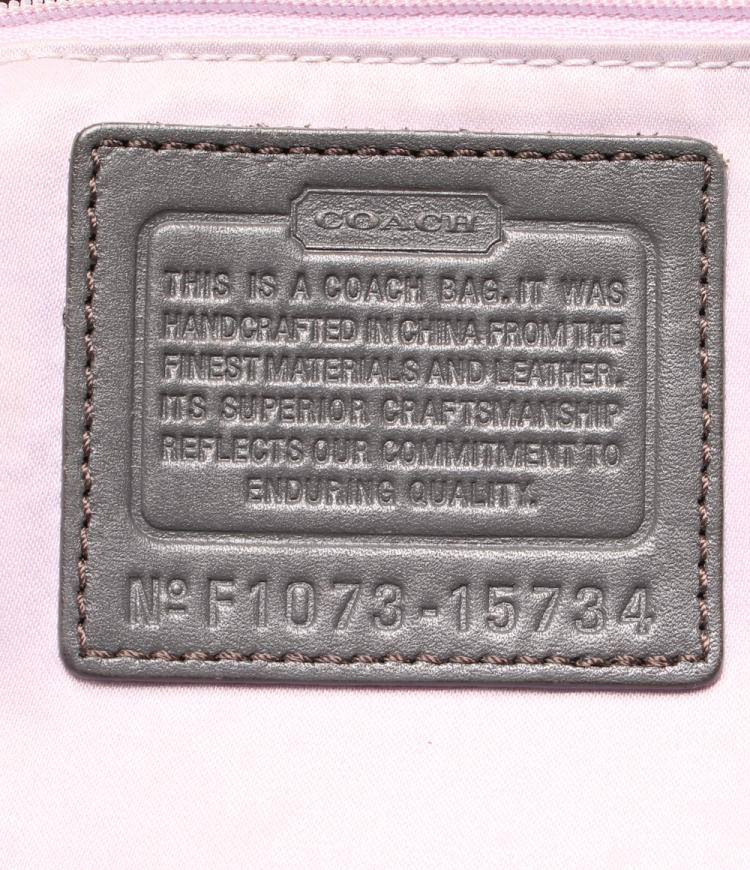 COACH
THIS IS A COACH BAG. IT WAS
HANDCRAFTED IN CHINA FROM THE
FINEST MATERIALS AND LEATHER.
ITS SUPERIOR CRAFTSMANSHIP
REFLECTS OUR COMMITMENT TO
ENDURING QUALITY.
Nº F1073-15734